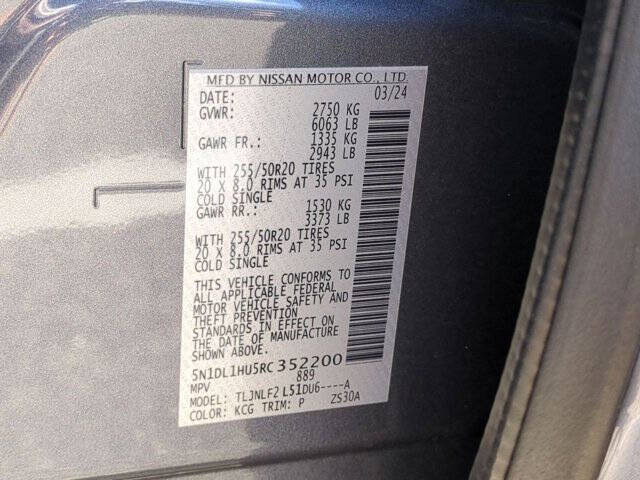 MFD BY NISSAN MOTOR CO., LTD.
DATE: 03/24
GVWR: 2750 KG
6063 LB
GAWR FR.: 1335 KG
2943 LB
WITH 255/50R20 TIRES
20 X 8.0 RIMS AT 35 PSI
COLD SINGLE
GAWR RR.: 1530 KG
3373 LB
WITH 255/50R20 TIRES
20 X 8.0 RIMS AT 35 PSI
COLD SINGLE
THIS VEHICLE CONFORMS TO
ALL APPLICABLE FEDERAL
MOTOR VEHICLE SAFETY AND
THEFT PREVENTION
STANDARDS IN EFFECT ON
THE DATE OF MANUFACTURE
SHOWN ABOVE.
5N1DL1HU5RC352200
MPV 889
MODEL: TLJNLF2 L51DU6----A
COLOR: KCG TRIM: P ZS30A